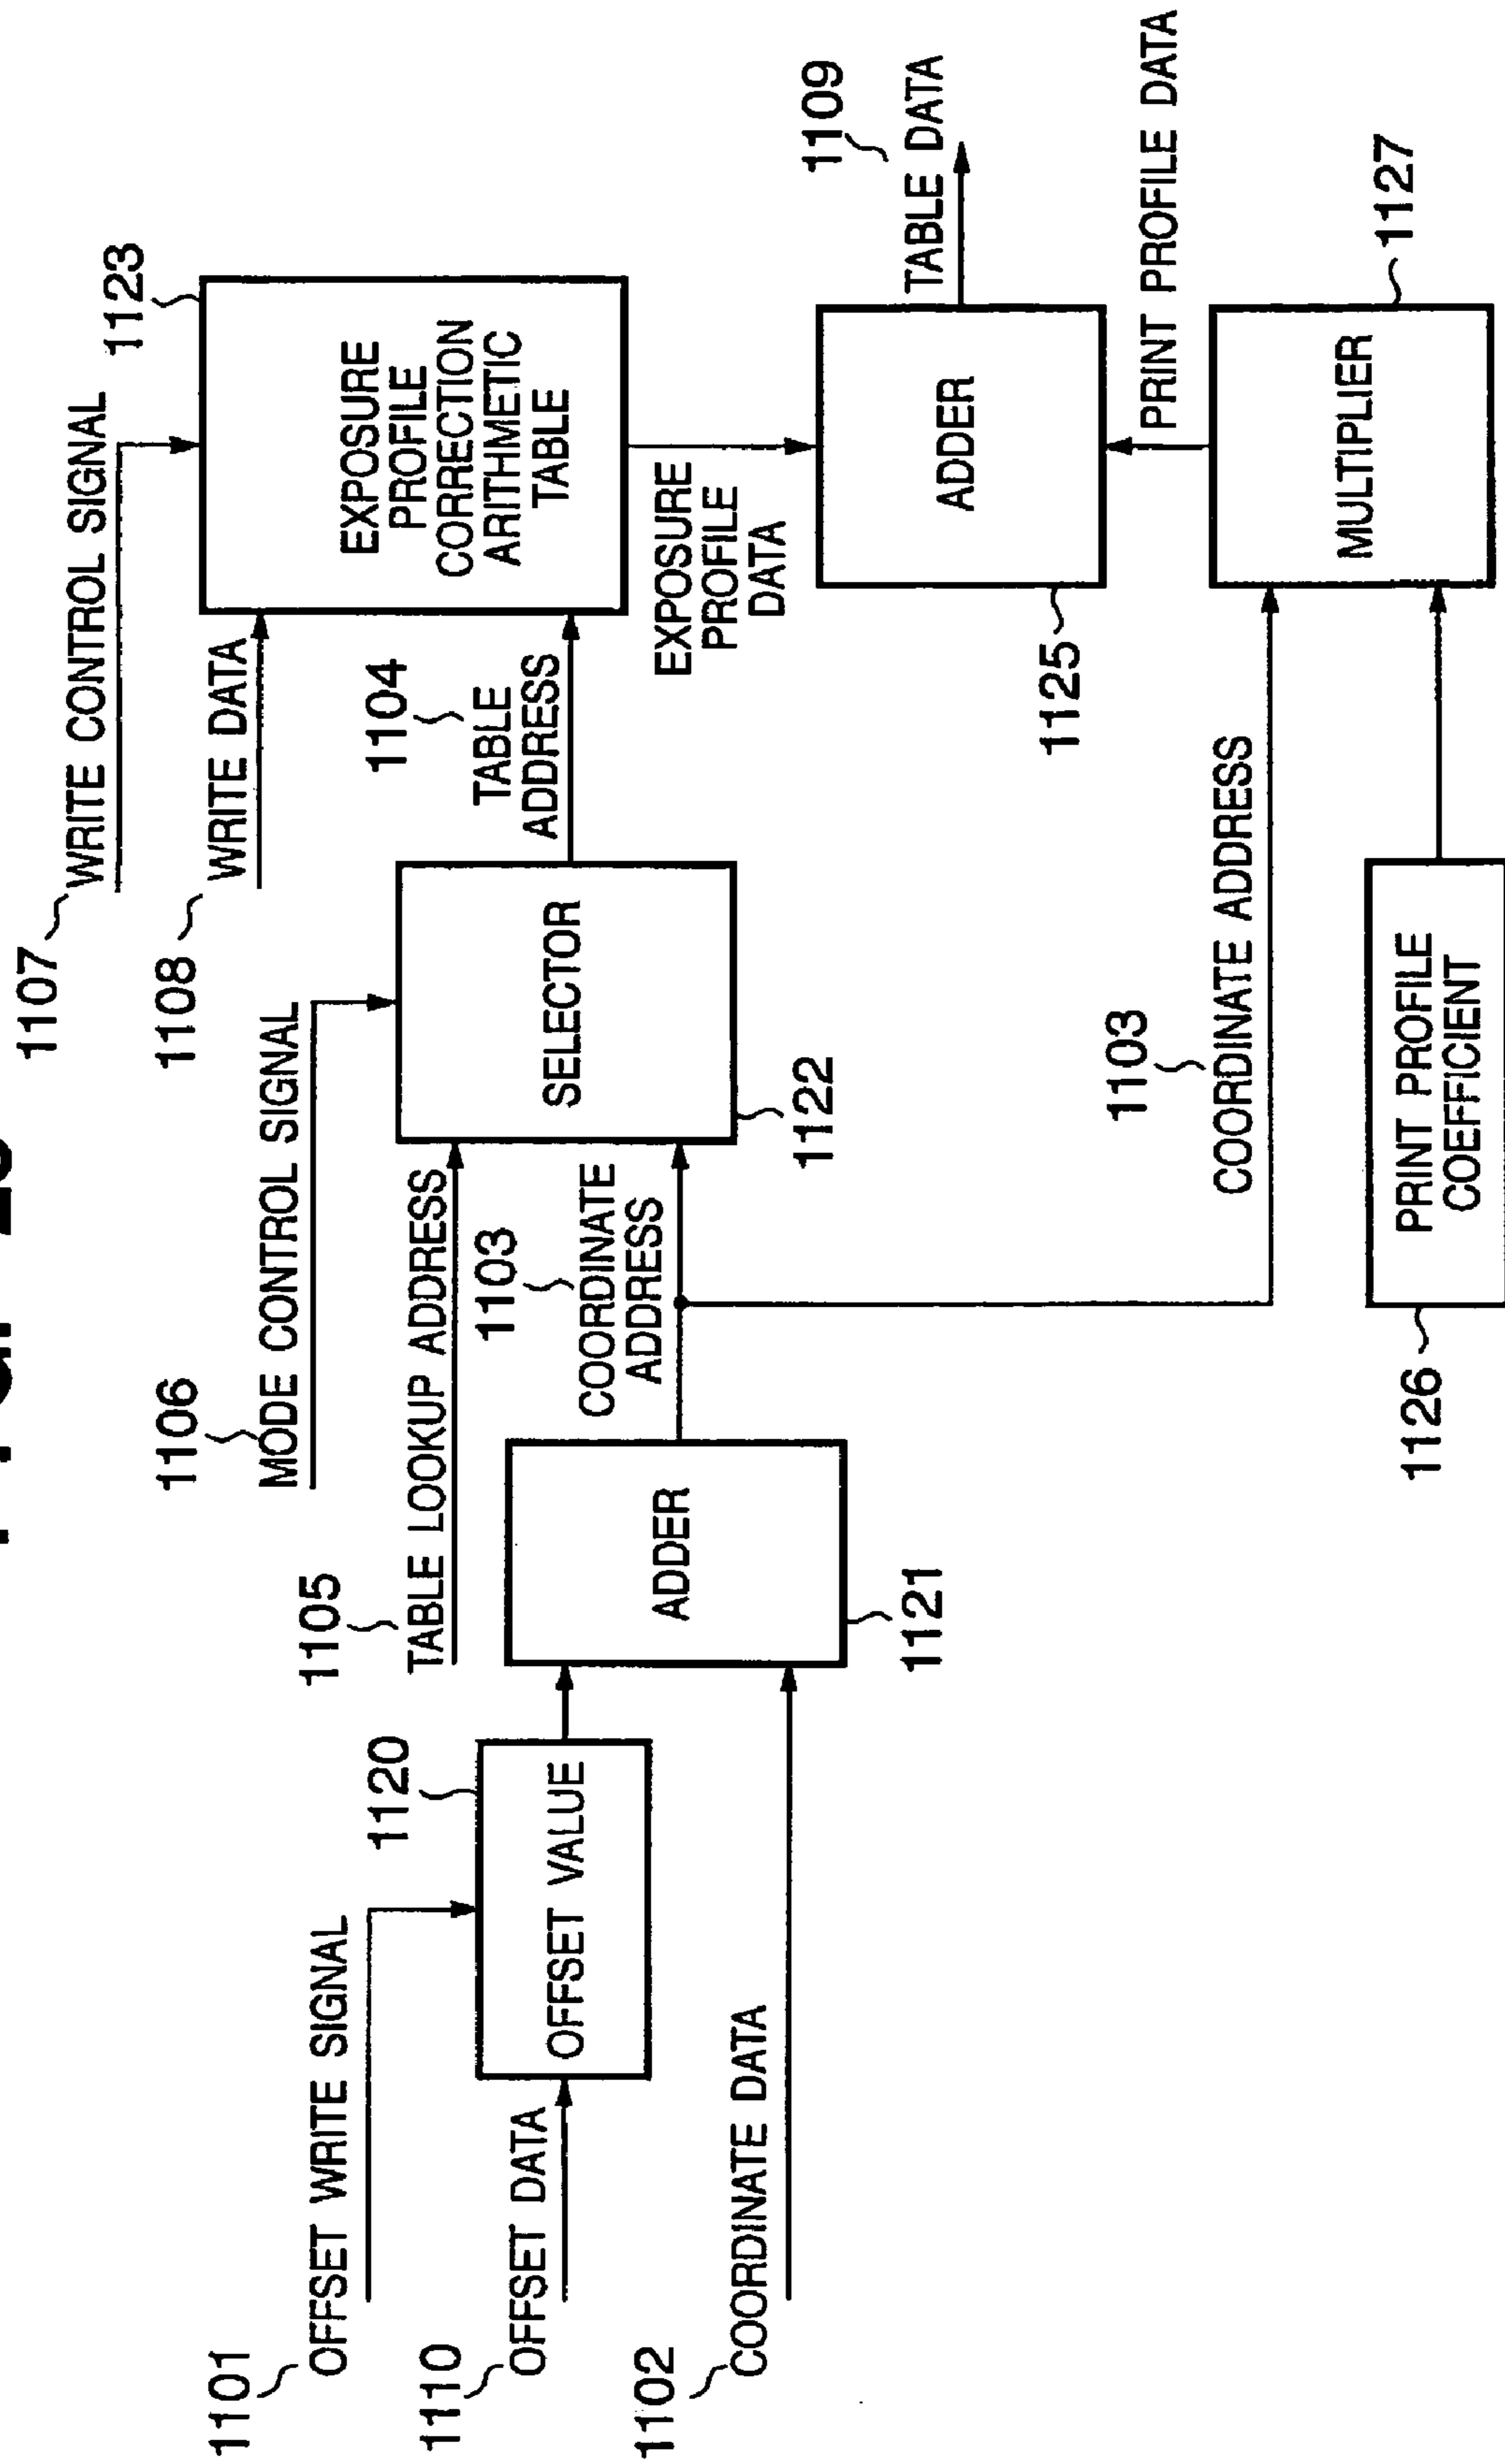 1107
WRITE CONTROL SIGNAL
1123
1108
WRITE DATA
EXPOSURE
PROFILE
CORRECTION
ARITHMETIC
TABLE
1106
MODE CONTROL SIGNAL
1104
TABLE
ADDRESS
1101
OFFSET WRITE SIGNAL
1105
TABLE LOOKUP ADDRESS
SELECTOR
1122
1120
1103
COORDINATE
ADDRESS
EXPOSURE
PROFILE
DATA
1110
OFFSET DATA
OFFSET VALUE
ADDER
1121
1102
COORDINATE DATA
1109
TABLE DATA
ADDER
1125
PRINT PROFILE DATA
1103
COORDINATE ADDRESS
MULTIPLIER
1127
1126
PRINT PROFILE
COEFFICIENT